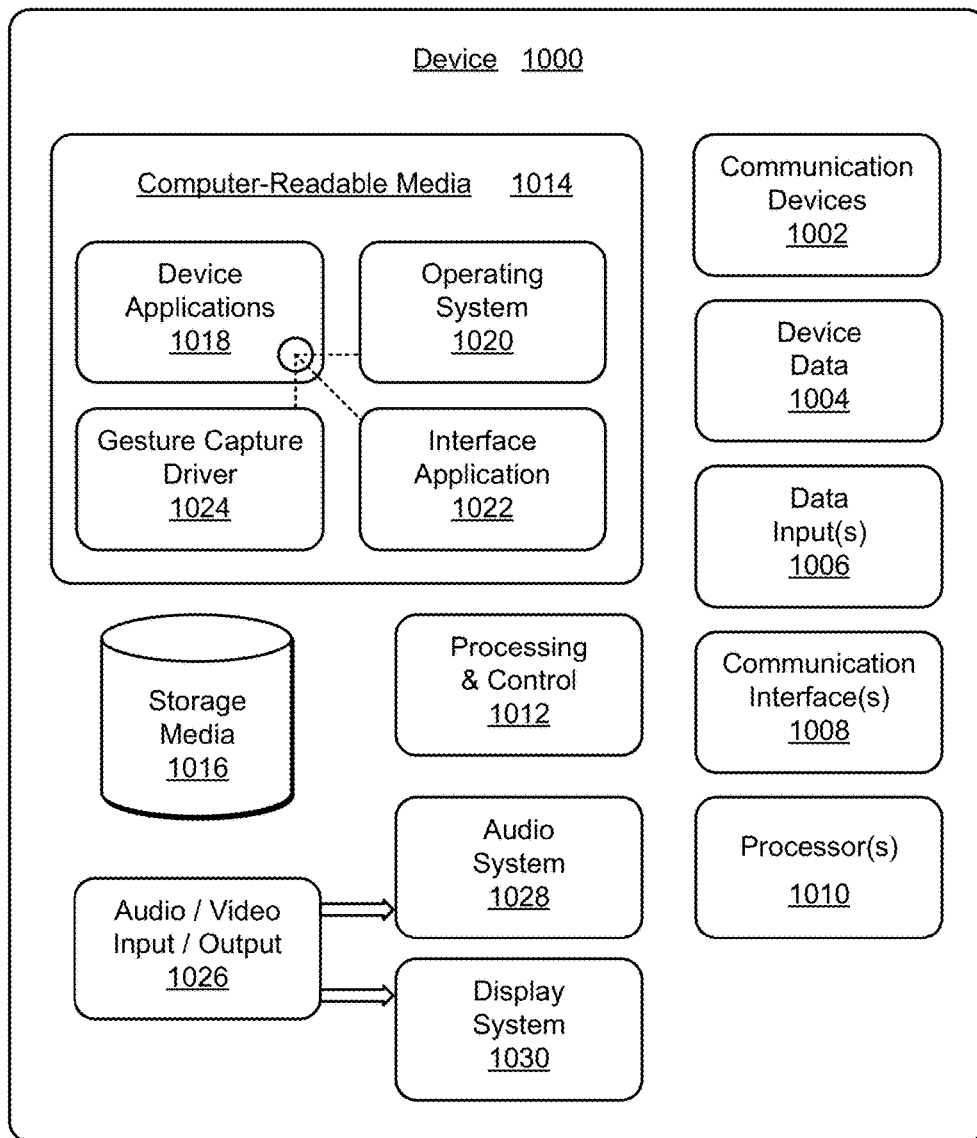 Device 1000
Computer-Readable Media 1014
Device
Applications
1018
Operating
System
1020
Gesture Capture
Driver
1024
Interface
Application
1022
Communication
Devices
1002
Device
Data
1004
Data
Input(s)
1006
Communication
Interface(s)
1008
Processor(s)
1010
Storage
Media
1016
Processing
& Control
1012
Audio / Video
Input / Output
1026
Audio
System
1028
Display
System
1030